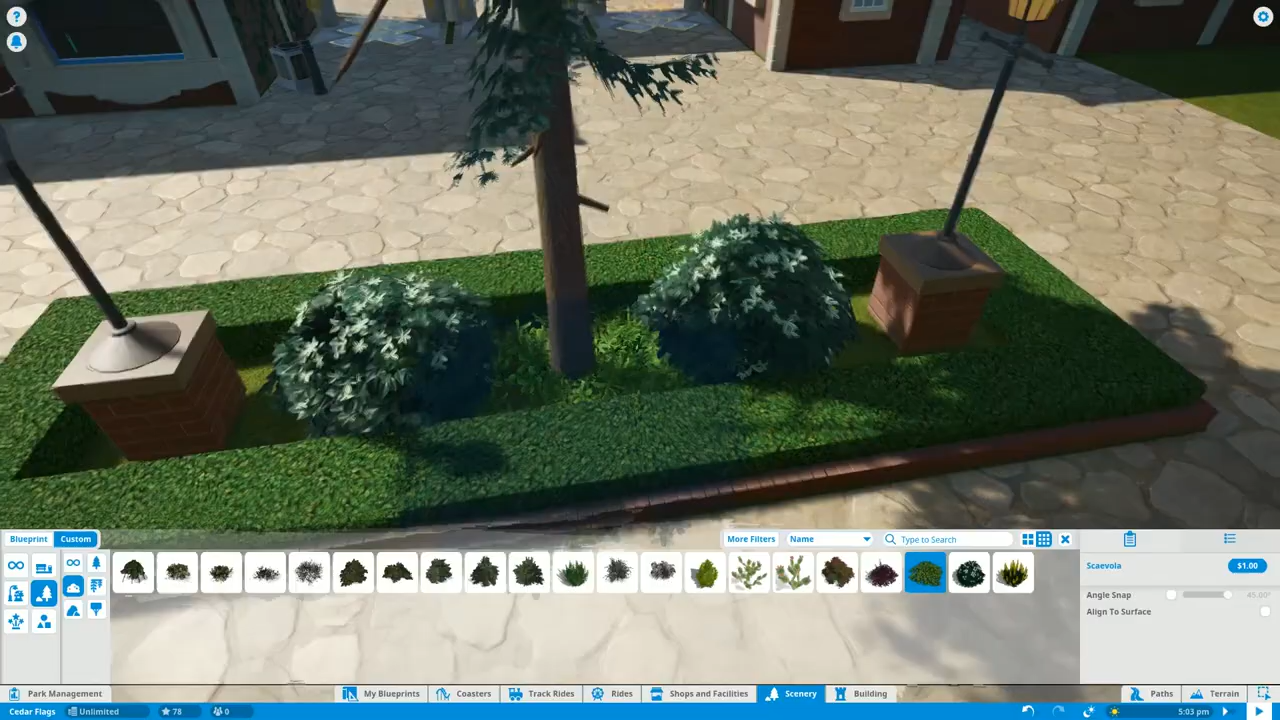 Blueprint
Custom
More Filters
Name
Type to Search
Scaevola
$1.00
Angle Snap
45.00°
Align To Surface
Park Management
My Blueprints
Coasters
Track Rides
Rides
Shops and Facilities
Scenery
Building
Paths
Terrain
Cedar Flags
Unlimited
78
0
5:03 pm